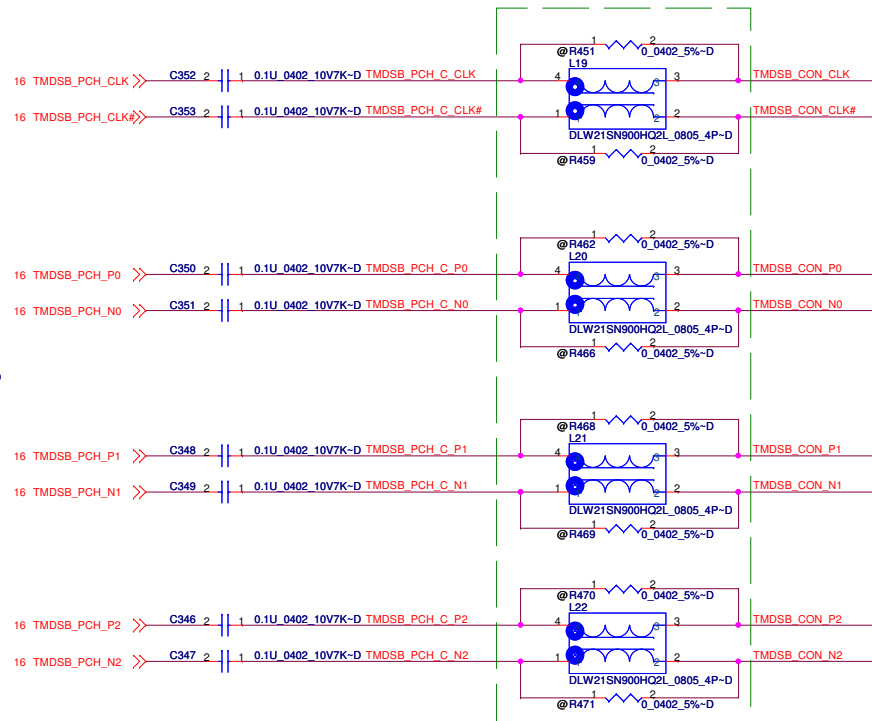 @R451 1 2 0_0402_5%~D
L19
16 TMDSB_PCH_CLK C352 2 1 0.1U_0402_10V7K~D TMDSB_PCH_C_CLK 4 3 3 TMDSB_CON_CLK
16 TMDSB_PCH_CLK# C353 2 1 0.1U_0402_10V7K~D TMDSB_PCH_C_CLK# 1 2 2 TMDSB_CON_CLK#
DLW21SN900HQ2L_0805_4P~D
@R459 1 2 0_0402_5%~D
@R462 1 2 0_0402_5%~D
L20
16 TMDSB_PCH_P0 C350 2 1 0.1U_0402_10V7K~D TMDSB_PCH_C_P0 4 3 3 TMDSB_CON_P0
16 TMDSB_PCH_N0 C351 2 1 0.1U_0402_10V7K~D TMDSB_PCH_C_N0 1 2 2 TMDSB_CON_N0
DLW21SN900HQ2L_0805_4P~D
@R466 1 2 0_0402_5%~D
@R468 1 2 0_0402_5%~D
L21
16 TMDSB_PCH_P1 C348 2 1 0.1U_0402_10V7K~D TMDSB_PCH_C_P1 4 3 3 TMDSB_CON_P1
16 TMDSB_PCH_N1 C349 2 1 0.1U_0402_10V7K~D TMDSB_PCH_C_N1 1 2 2 TMDSB_CON_N1
DLW21SN900HQ2L_0805_4P~D
@R469 1 2 0_0402_5%~D
@R470 1 2 0_0402_5%~D
L22
16 TMDSB_PCH_P2 C346 2 1 0.1U_0402_10V7K~D TMDSB_PCH_C_P2 4 3 3 TMDSB_CON_P2
16 TMDSB_PCH_N2 C347 2 1 0.1U_0402_10V7K~D TMDSB_PCH_C_N2 1 2 2 TMDSB_CON_N2
DLW21SN900HQ2L_0805_4P~D
@R471 1 2 0_0402_5%~D